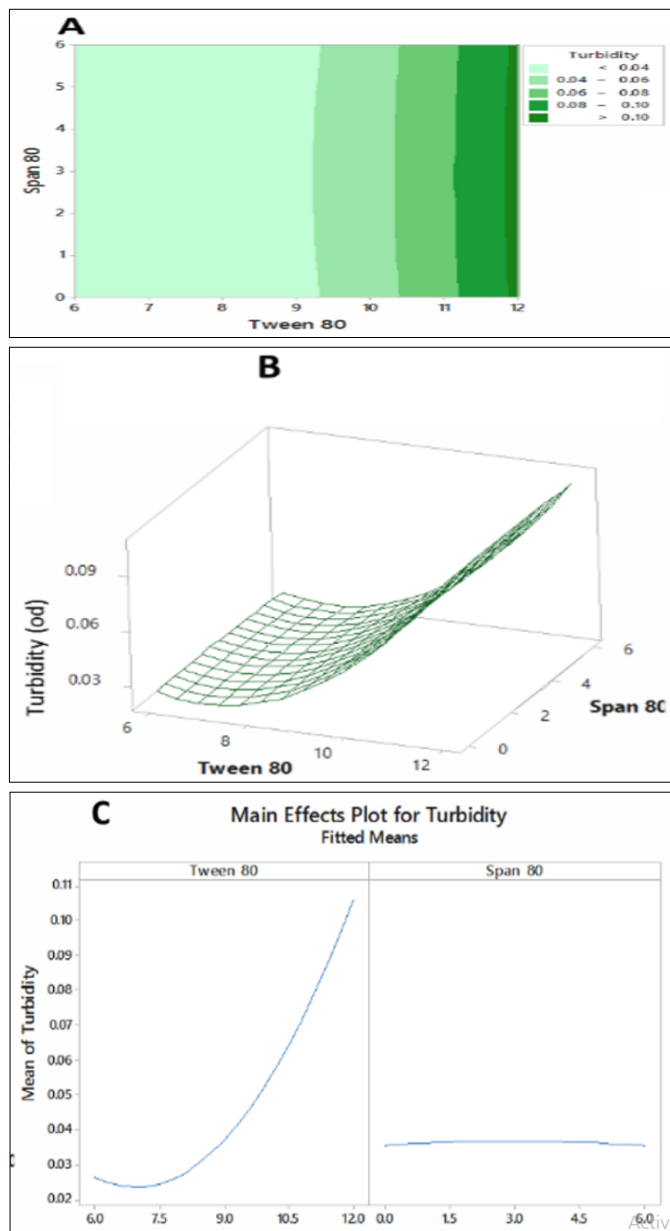 A
Turbidity
< 0.04
0.04 – 0.06
0.06 – 0.08
0.08 – 0.10
> 0.10
6
5
4
3
2
1
0
Span 80
6 7 8 9 10 11 12
Tween 80
B
0.09
0.06
0.03
Turbidity (od)
6
8
10
12
Tween 80
6
4
2
0
Span 80
C Main Effects Plot for Turbidity
Fitted Means
Tween 80 Span 80
0.11
0.10
0.09
0.08
0.07
0.06
0.05
0.04
0.03
0.02
Mean of Turbidity
6.0 7.5 9.0 10.5 12.0 0.0 1.5 3.0 4.5 6.0
Activ